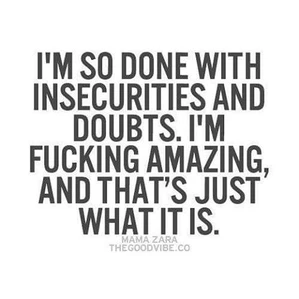 I'M SO DONE WITH
INSECURITIES AND
DOUBTS. I'M
FUCKING AMAZING,
AND THAT'S JUST
WHAT IT IS.
MAMA ZARA
THEGOODVIBE.CO